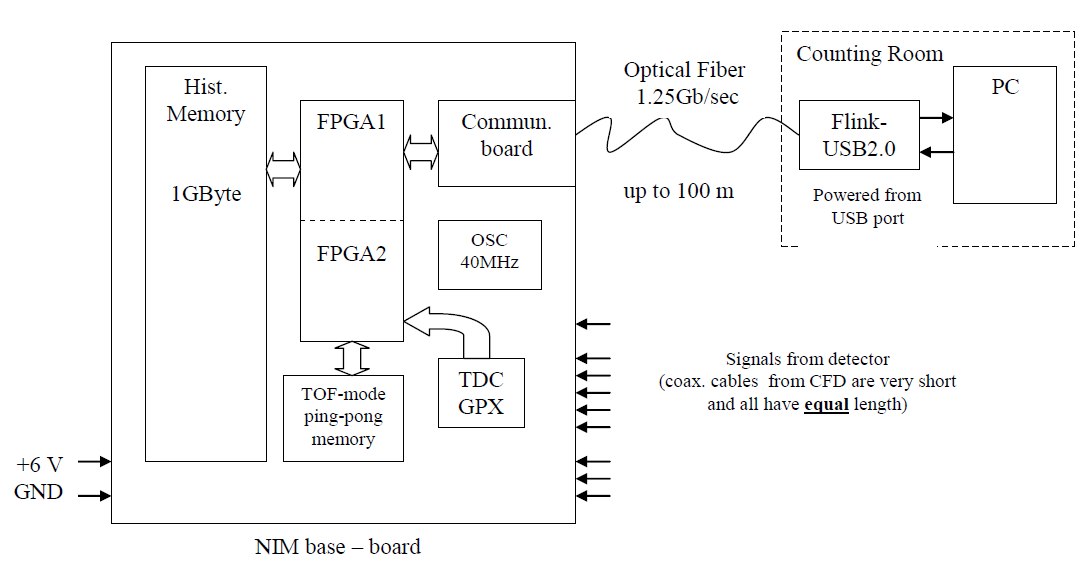 Counting Room
Hist.
Memory
1GByte
FPGA1
FPGA2
Commun.
board
Optical Fiber
1.25Gb/sec
up to 100 m
Flink-
USB2.0
PC
Powered from
USB port
OSC
40MHz
TDC
GPX
TOF-mode
ping-pong
memory
Signals from detector
(coax. cables from CFD are very short
and all have equal length)
+6 V
GND
NIM base – board